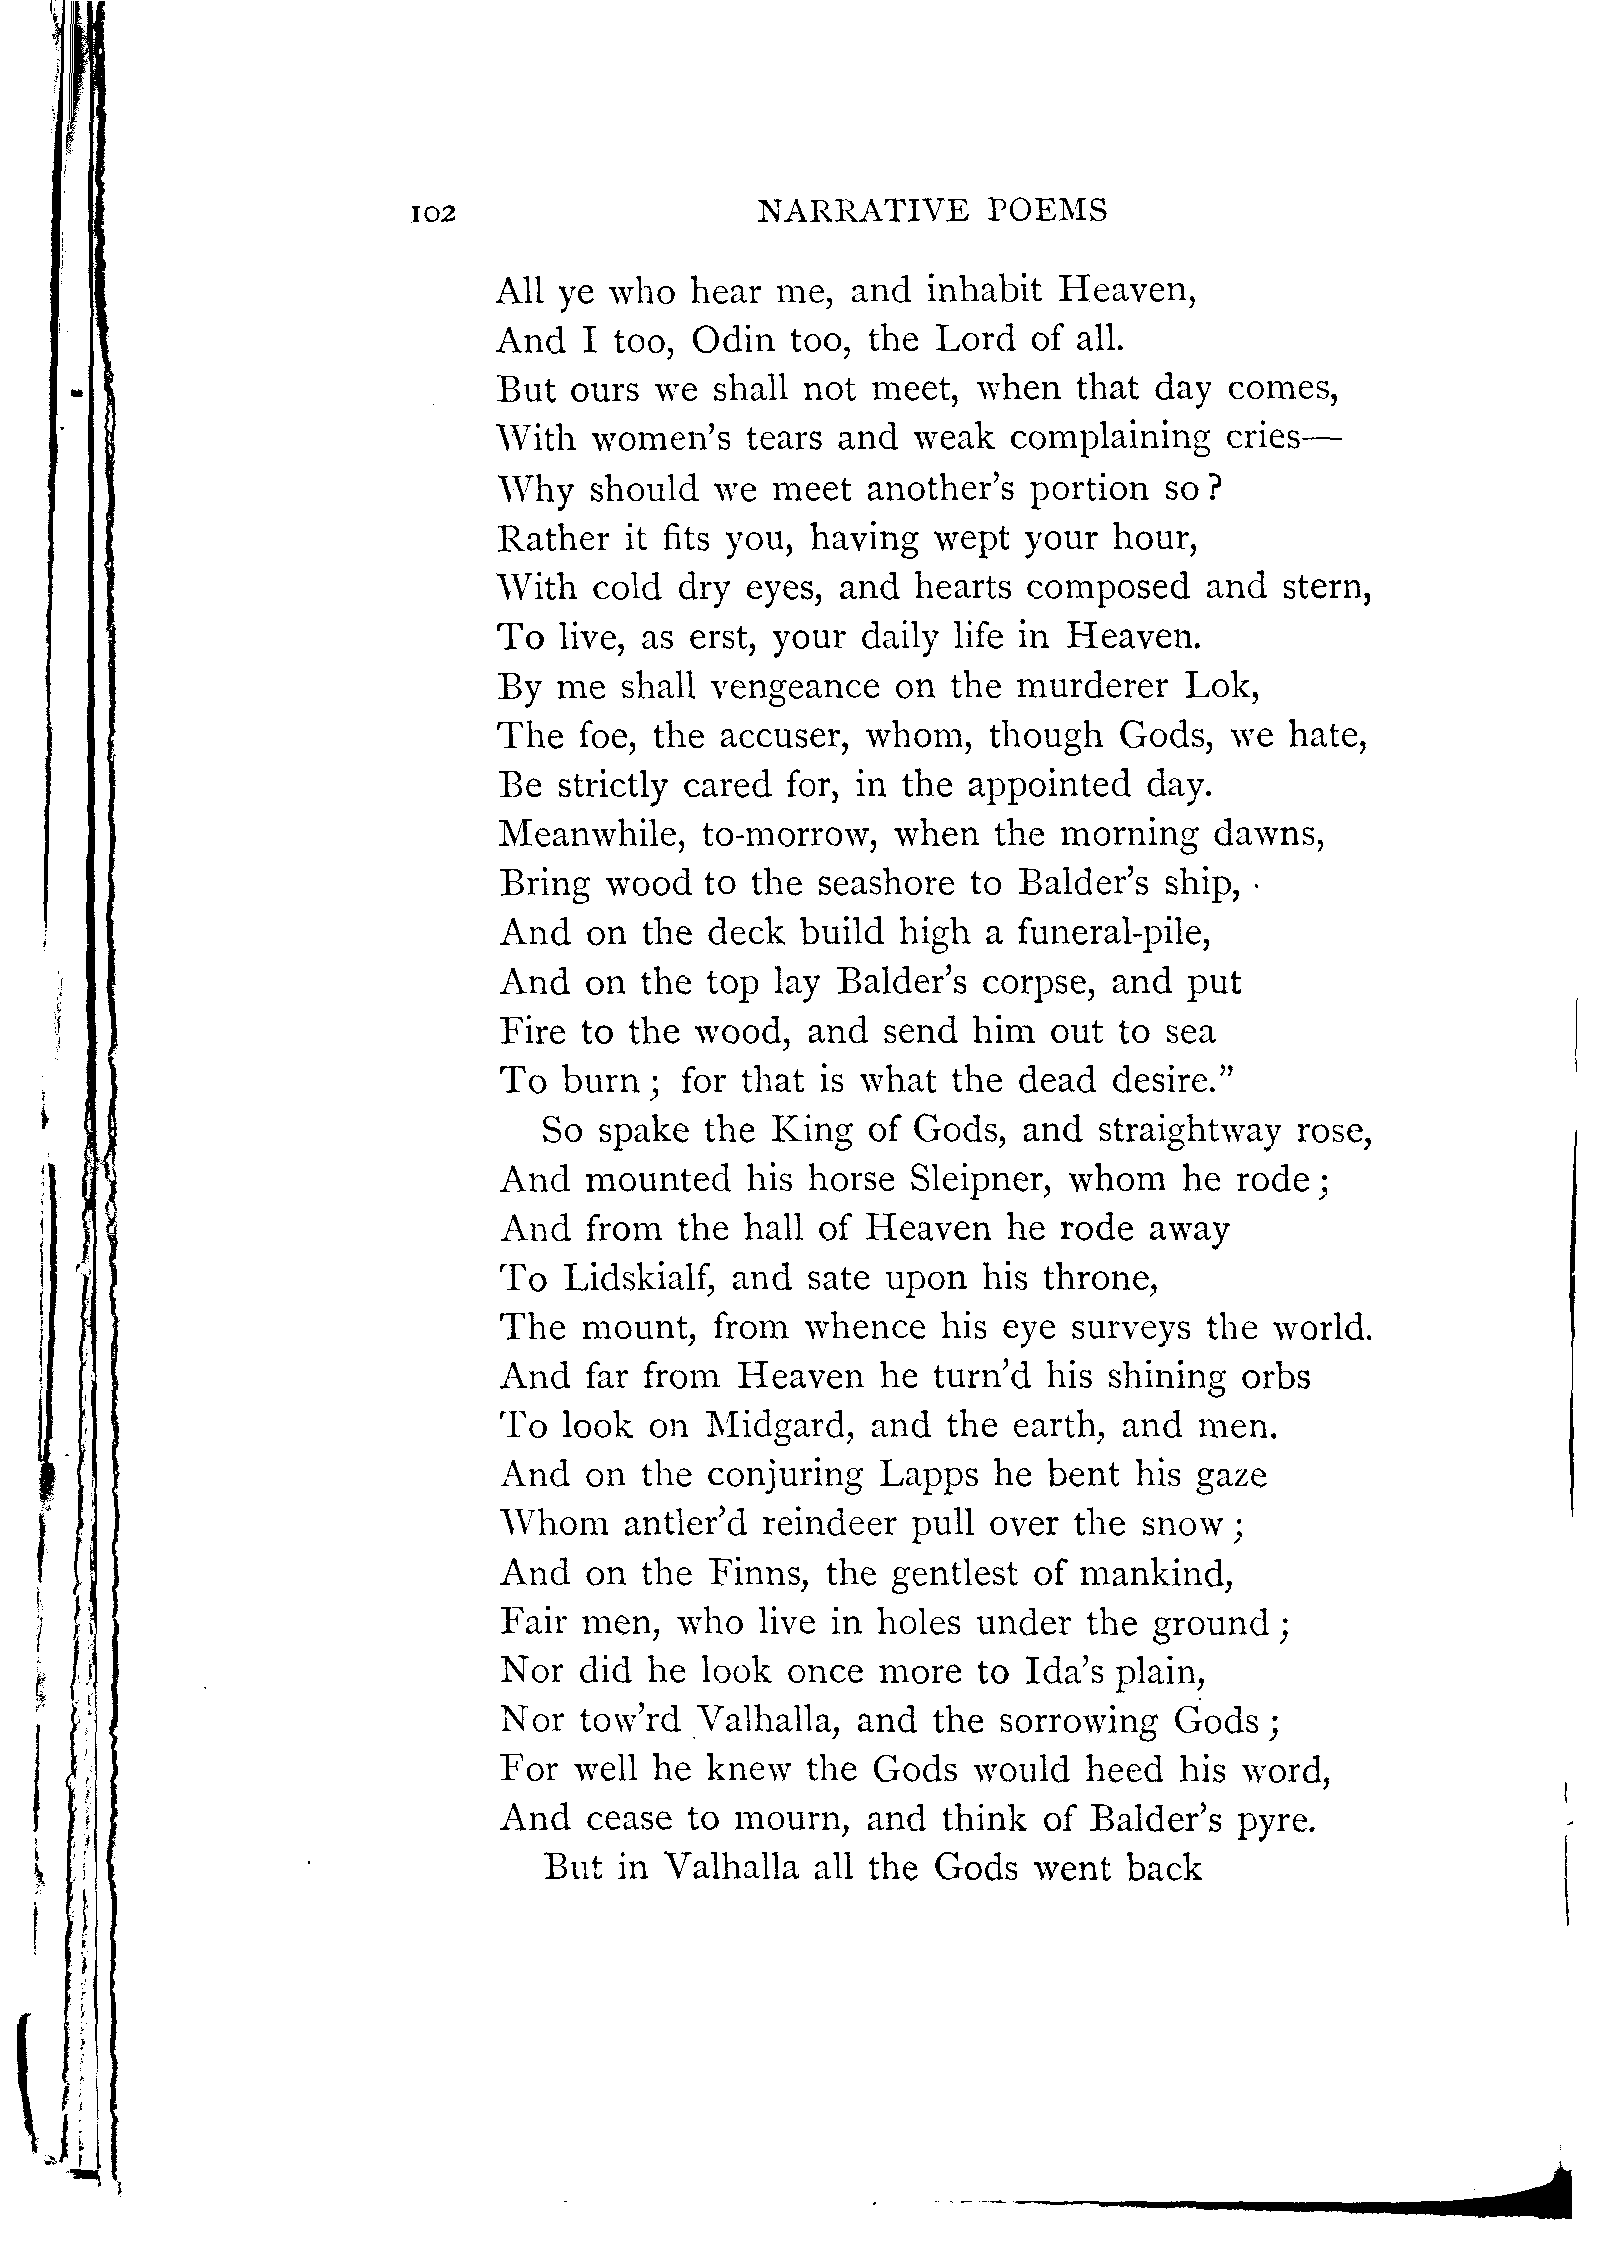 102 NARRATIVE POEMS
All ye who hear me, and inhabit Heaven,
And I too, Odin too, the Lord of all.
But ours we shall not meet, when that day comes,
With women's tears and weak complaining cries—
Why should we meet another's portion so?
Rather it fits you, having wept your hour,
With cold dry eyes, and hearts composed and stern,
To live, as erst, your daily life in Heaven.
By me shall vengeance on the murderer Lok,
The foe, the accuser, whom, though Gods, we hate,
Be strictly cared for, in the appointed day.
Meanwhile, to-morrow, when the morning dawns,
Bring wood to the seashore to Balder's ship,
And on the deck build high a funeral-pile,
And on the top lay Balder's corpse, and put
Fire to the wood, and send him out to sea
To burn; for that is what the dead desire."
So spake the King of Gods, and straightway rose,
And mounted his horse Sleipner, whom he rode;
And from the hall of Heaven he rode away
To Lidskialf, and sate upon his throne,
The mount, from whence his eye surveys the world.
And far from Heaven he turn'd his shining orbs
To look on Midgard, and the earth, and men.
And on the conjuring Lapps he bent his gaze
Whom antler'd reindeer pull over the snow;
And on the Finns, the gentlest of mankind,
Fair men, who live in holes under the ground;
Nor did he look once more to Ida's plain,
Nor tow'rd Valhalla, and the sorrowing Gods;
For well he knew the Gods would heed his word,
And cease to mourn, and think of Balder's pyre.
But in Valhalla all the Gods went back